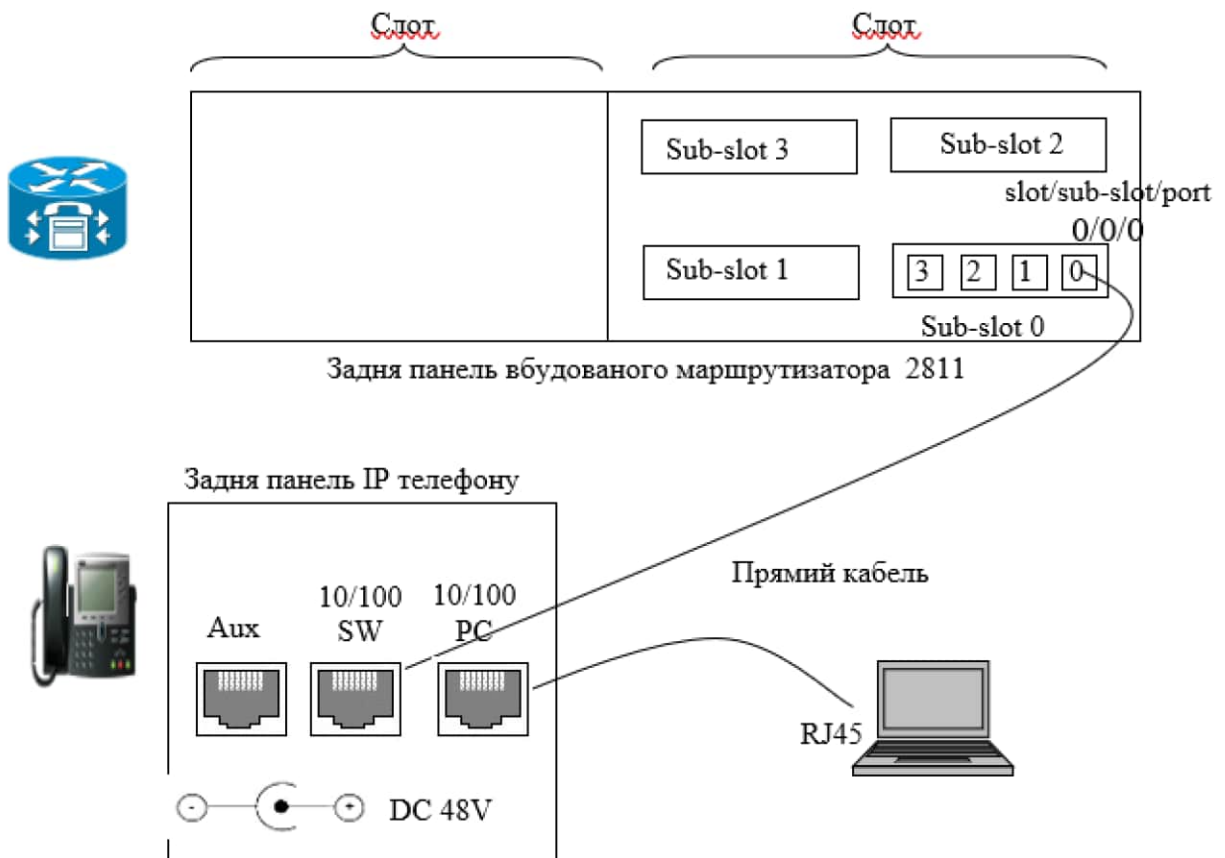 Слот
Слот
Sub-slot 3
Sub-slot 2
slot/sub-slot/port
0/0/0
Sub-slot 1
3 2 1 0
Sub-slot 0
Задня панель вбудованого маршрутизатора 2811
Задня панель IP телефону
Прямий кабель
Aux
10/100
SW
10/100
PC
RJ45
- + DC 48V